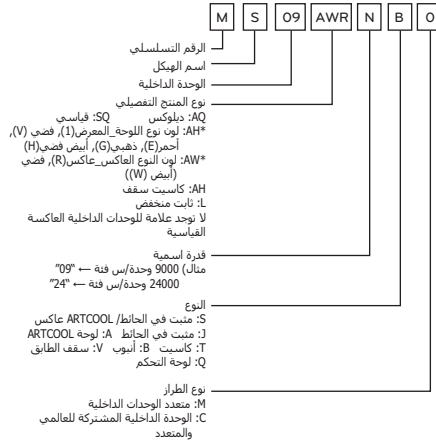 M S 09 AWR N B 0
الرقم التسلسلي
اسم الهيكل
الوحدة الداخلية
نوع المنتج التفصيلي
AQ: ديلوكس SQ: قياسي
*AH: لون نوع اللوحة_المعرض(1), فضي (V),
أحمر(E), ذهبي(G), أبيض فضي(H)
*AW: لون النوع العاكس_عاكس(R), فضي
(أبيض (W))
AH: كاسيت سقف
L: ثابت منخفض
لا توجد علامة للوحدات الداخلية العاكسة
القياسية
قدرة اسمية
مثال) 9000 وحدة/س فئة ← "09"
24000 وحدة/س فئة ← "24"
النوع
S: مثبت في الحائط/ ARTCOOL عاكس
J: مثبت في الحائط A: لوحة ARTCOOL
T: كاسيت B: أنبوب V: سقف الطابق
Q: لوحة التحكم
نوع الطراز
M: متعدد الوحدات الداخلية
C: الوحدة الداخلية المشتركة للعالمي
والمتعدد